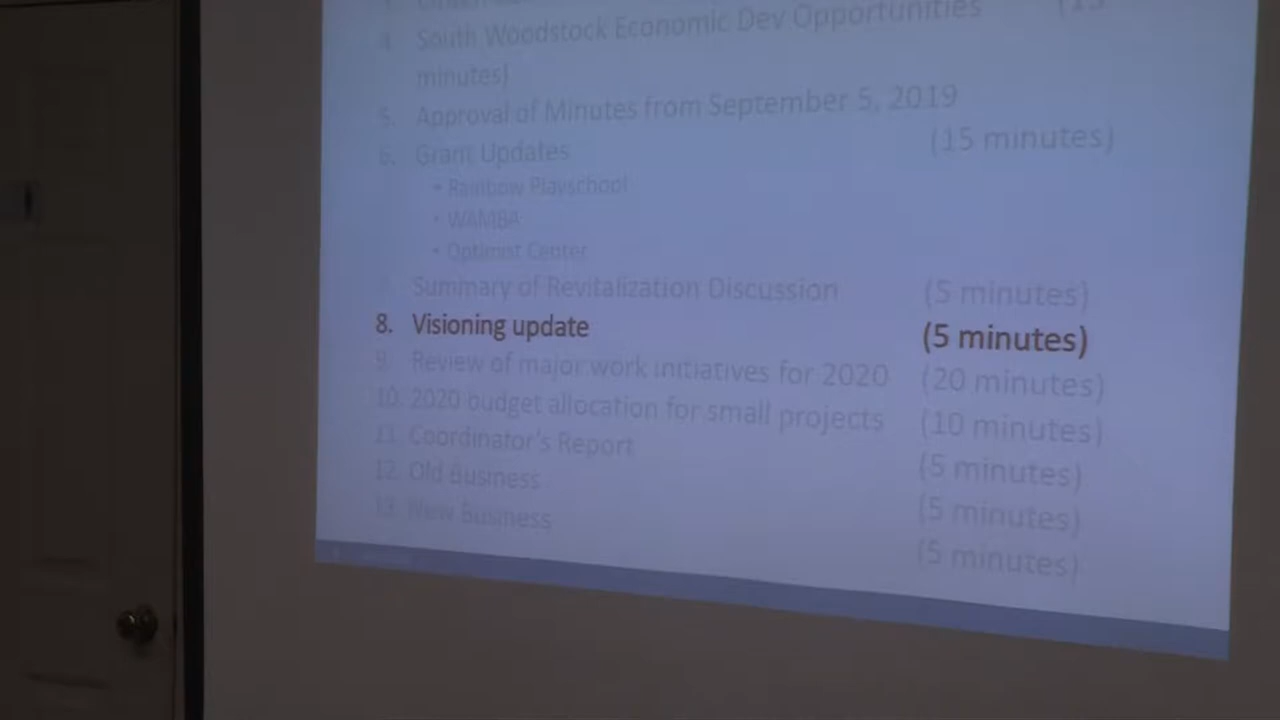 4. South Woodstock Economic Dev Opportunities (15
minutes)
5. Approval of Minutes from September 5, 2019
6. Grant Updates (15 minutes)
• Rainbow Playschool
• WAMBA
• Optimist Center
Summary of Revitalization Discussion (5 minutes)
8. Visioning update (5 minutes)
9. Review of major work initiatives for 2020 (20 minutes)
10. 2020 budget allocation for small projects (10 minutes)
11. Coordinator's Report (5 minutes)
12. Old Business (5 minutes)
13. New Business (5 minutes)